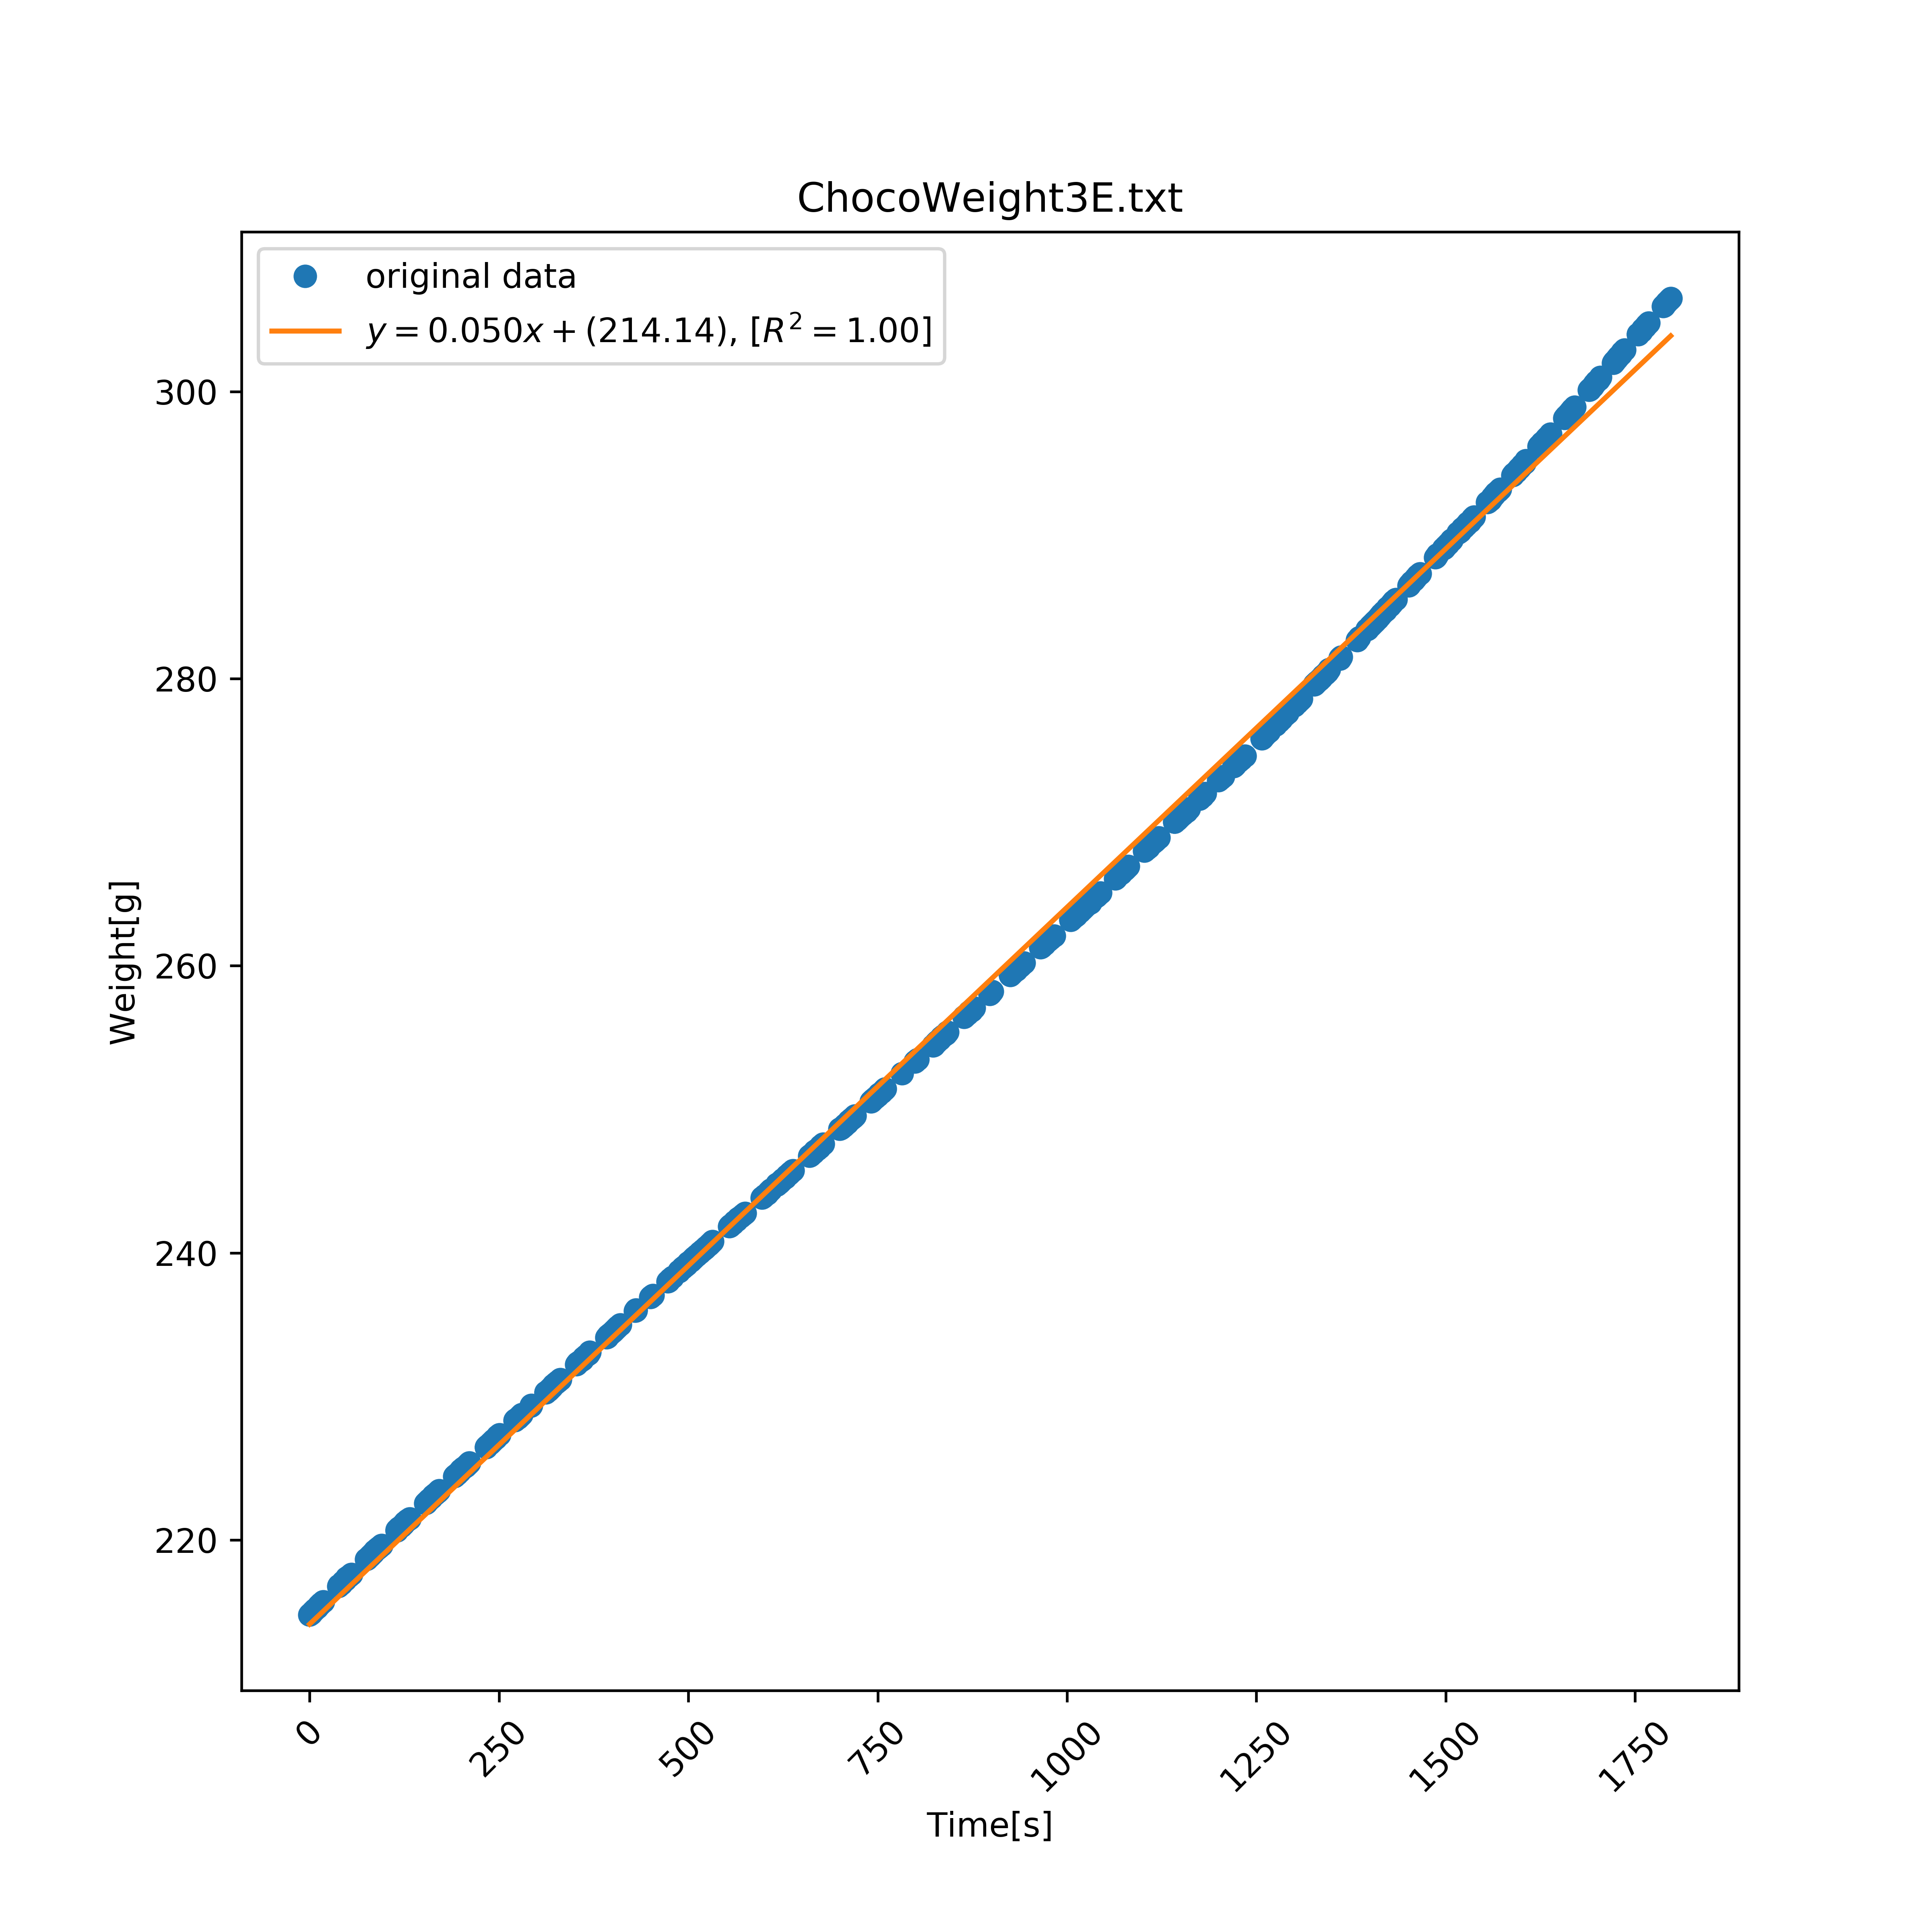 ChocoWeight3E.txt
original data
y = 0.050x + (214.14), [R² = 1.00]
300
280
260
240
220
Weight[g]
0
250
500
750
1000
1250
1500
1750
Time[s]